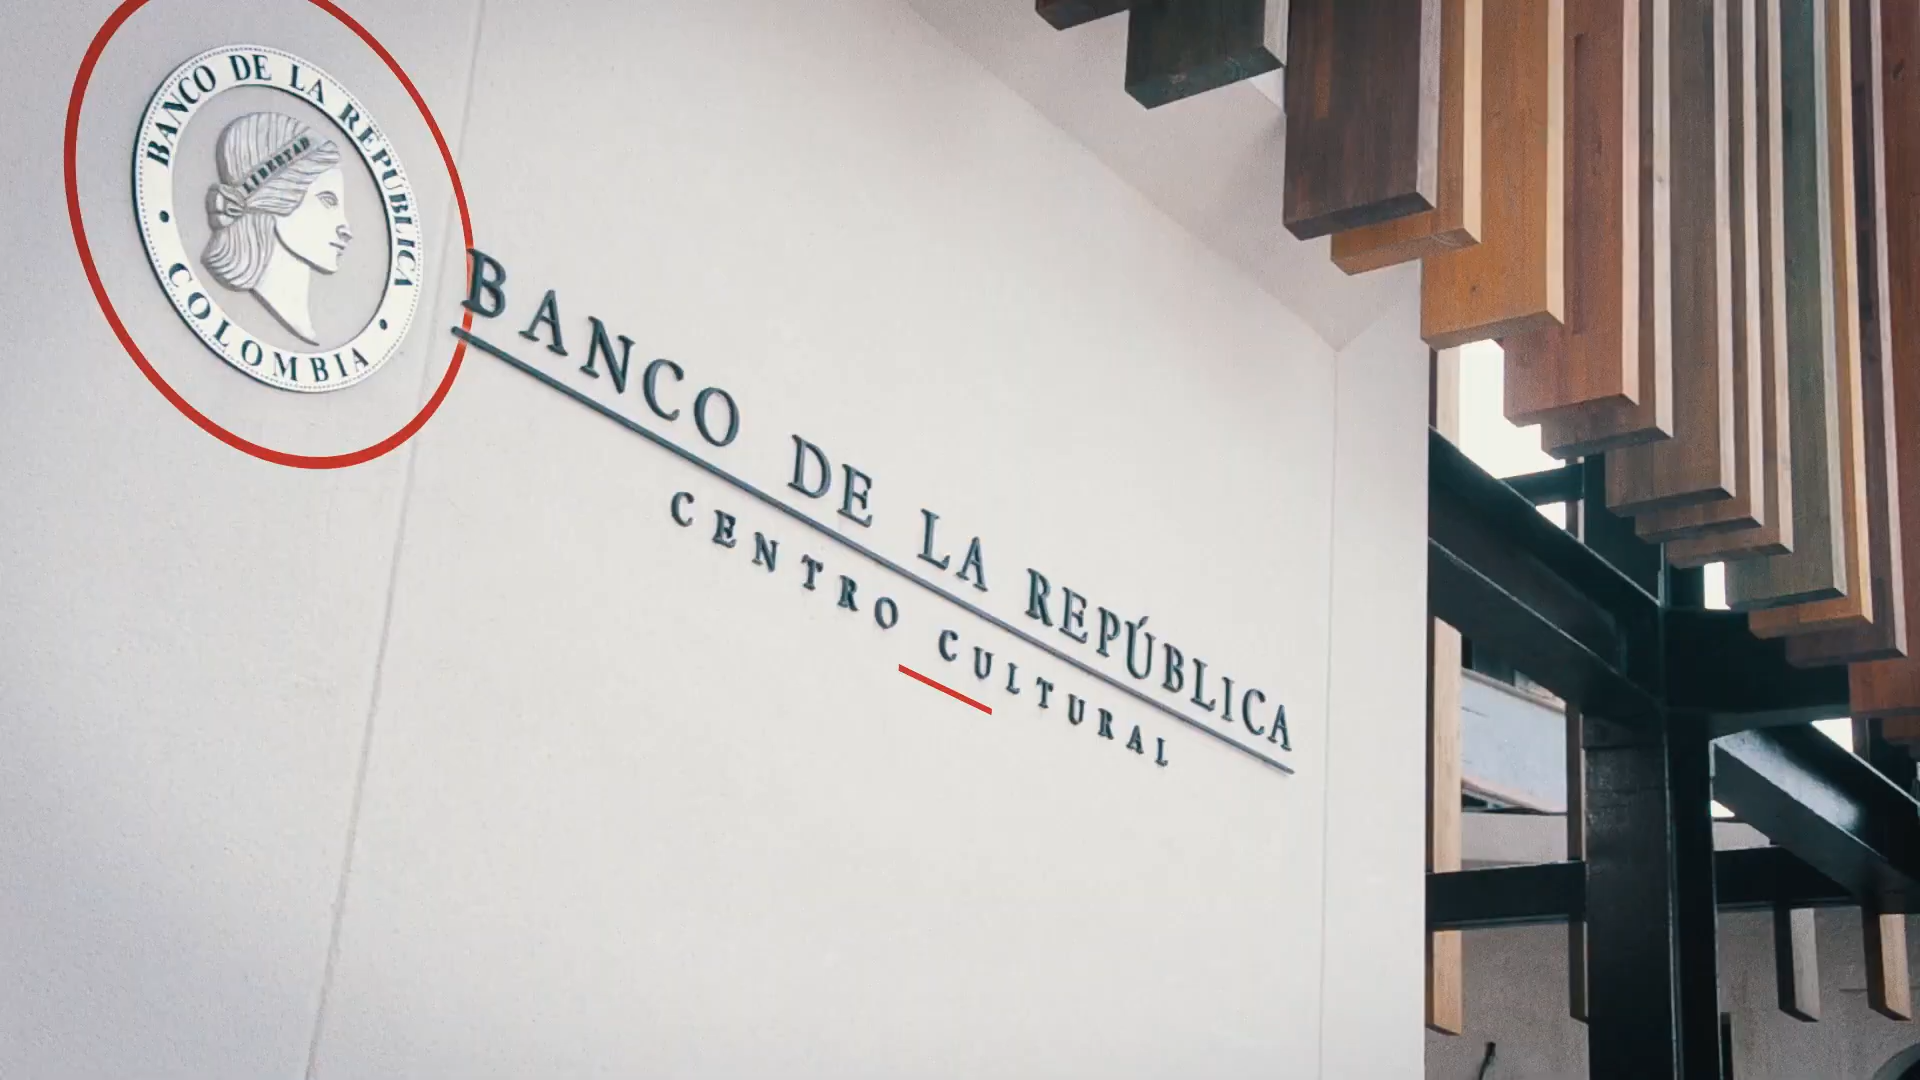 BANCO DE LA REPÚBLICA
LIBERTAD
• COLOMBIA •
BANCO DE LA REPÚBLICA
CENTRO CULTURAL